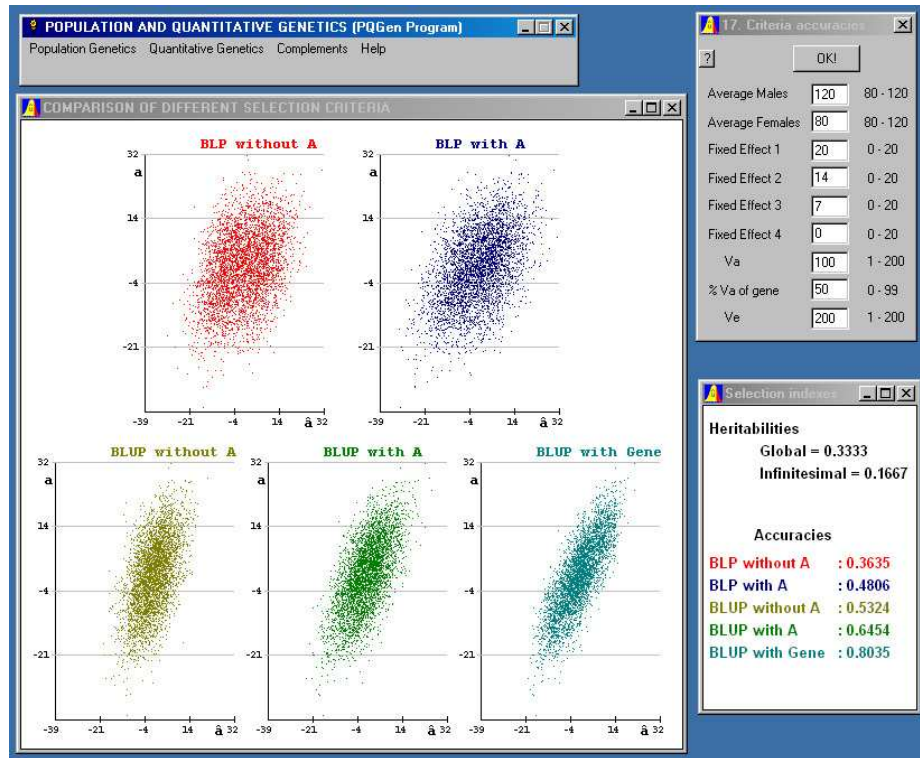 POPULATION AND QUANTITATIVE GENETICS (PQGen Program)
Population Genetics Quantitative Genetics Complements Help
COMPARISON OF DIFFERENT SELECTION CRITERIA
BLP without A
32
a
14
-4
-21
-39 -21 -4 14 â 32
BLP with A
32
a
14
-4
-21
-39 -21 -4 14 â 32
BLUP without A
32
a
14
-4
-21
-39 -21 -4 14 â 32
BLUP with A
32
a
14
-4
-21
-39 -21 -4 14 â 32
BLUP with Gene
32
a
14
-4
-21
-39 -21 -4 14 â 32
17. Criteria accuracies
? OK!
Average Males 120 80 - 120
Average Females 80 80 - 120
Fixed Effect 1 20 0 - 20
Fixed Effect 2 14 0 - 20
Fixed Effect 3 7 0 - 20
Fixed Effect 4 0 0 - 20
Va 100 1 - 200
% Va of gene 50 0 - 99
Ve 200 1 - 200
Selection indexes
Heritabilities
Global = 0.3333
Infinitesimal = 0.1667
Accuracies
BLP without A : 0.3635
BLP with A : 0.4806
BLUP without A : 0.5324
BLUP with A : 0.6454
BLUP with Gene : 0.8035